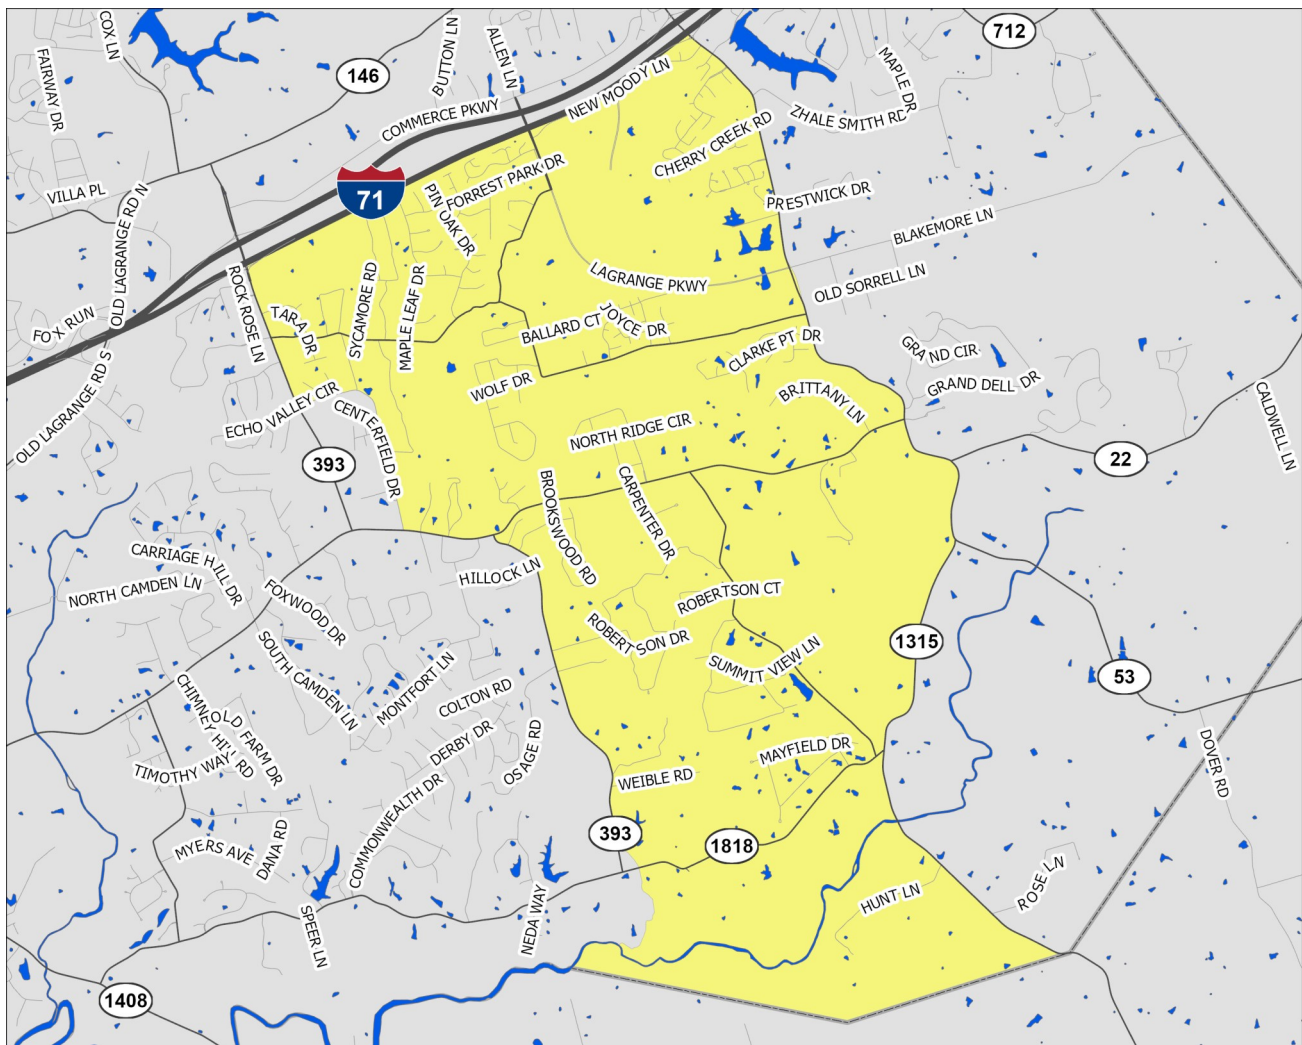 COX LN
FAIRWAY DR
146
BUTTON LN
ALLEN LN
712
MAPLE DR
COMMERCE PKWY
NEW MOODY LN
ZHALE SMITH RD
CHERRY CREEK RD
VILLA PL
71
FORREST PARK DR
PIN OAK DR
PRESTWICK DR
BLAKEMORE LN
OLD LAGRANGE RD N
LAGRANGE PKWY
OLD SORRELL LN
ROCK ROSE LN
SYCAMORE RD
MAPLE LEAF DR
FOX RUN
TARA DR
BALLARD CT
JOYCE DR
CLARKE PT DR
GRAND CIR
GRAND DELL DR
OLD LAGRANGE RD S
WOLF DR
BRITTANY LN
CALDWELL LN
ECHO VALLEY CIR
CENTERFIELD DR
NORTH RIDGE CIR
393
22
BROOKSWOOD RD
CARPENTER DR
CARRIAGE HILL DR
NORTH CAMDEN LN
HILLOCK LN
FOXWOOD DR
ROBERTSON CT
ROBERTSON DR
1315
SOUTH CAMDEN LN
MONTFORT LN
SUMMIT VIEW LN
53
COLTON RD
CHIMNEY HILL RD
OLD FARM DR
DERBY DR
OSAGE RD
MAYFIELD DR
DOVER RD
TIMOTHY WAY
WEIBLE RD
COMMONWEALTH DR
393
1818
MYERS AVE
DANA RD
ROSE LN
HUNT LN
SPEER LN
NEDA WAY
1408